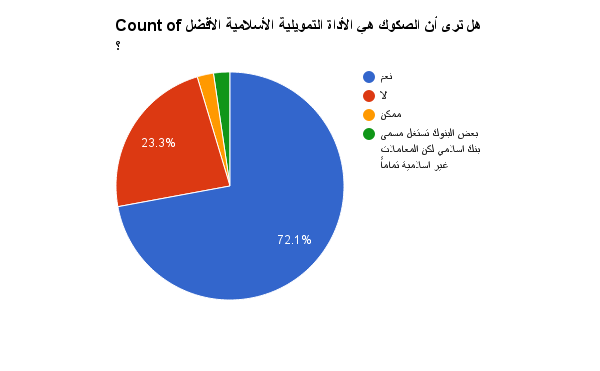 Count of هل ترى أن الصكوك هي الأداة التمويلية الأسلامية الأفضل
؟
نعم
لا
ممكن
بعض البنوك تستغل مسمى
بنك اسلامي لكن المعاملات
غير اسلامية تماماً
23.3%
72.1%